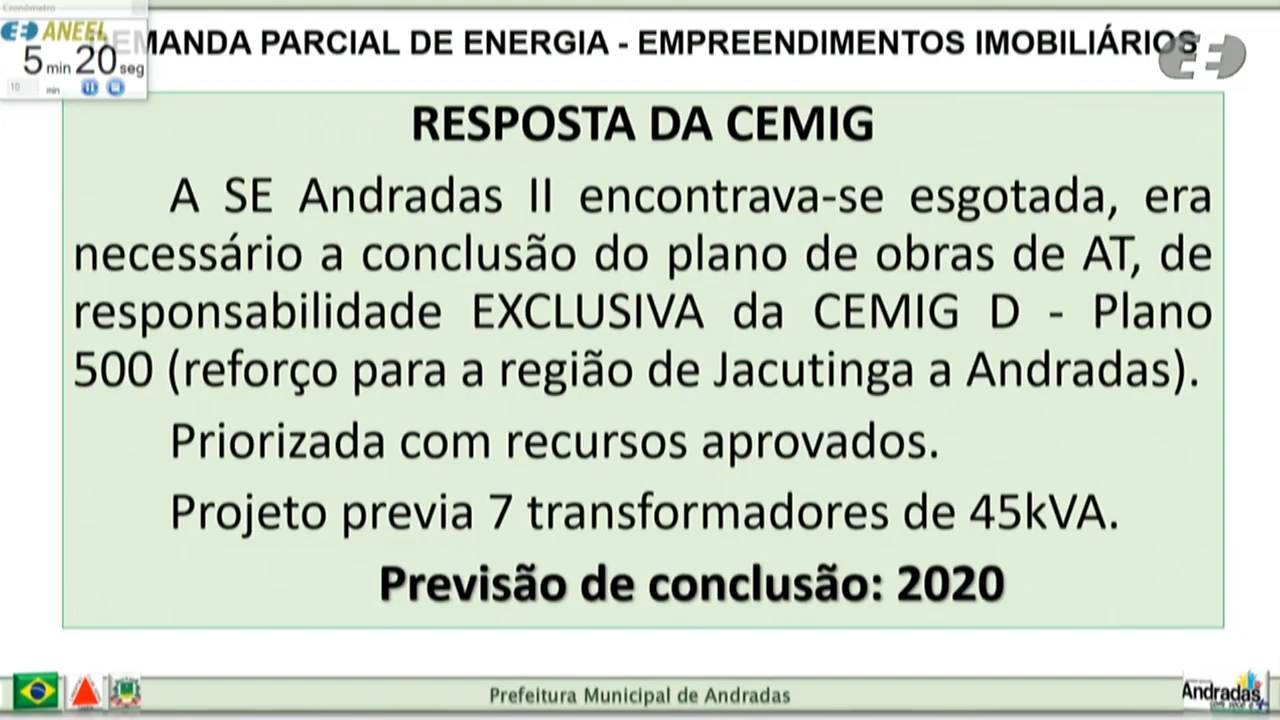 Cronômetro
ANEEL
5 min 20 seg
10 min
DEMANDA PARCIAL DE ENERGIA - EMPREENDIMENTOS IMOBILIÁRIOS
RESPOSTA DA CEMIG
A SE Andradas II encontrava-se esgotada, era
necessário a conclusão do plano de obras de AT, de
responsabilidade EXCLUSIVA da CEMIG D - Plano
500 (reforço para a região de Jacutinga a Andradas).
Priorizada com recursos aprovados.
Projeto previa 7 transformadores de 45kVA.
Previsão de conclusão: 2020
Prefeitura Municipal de Andradas
Andradas